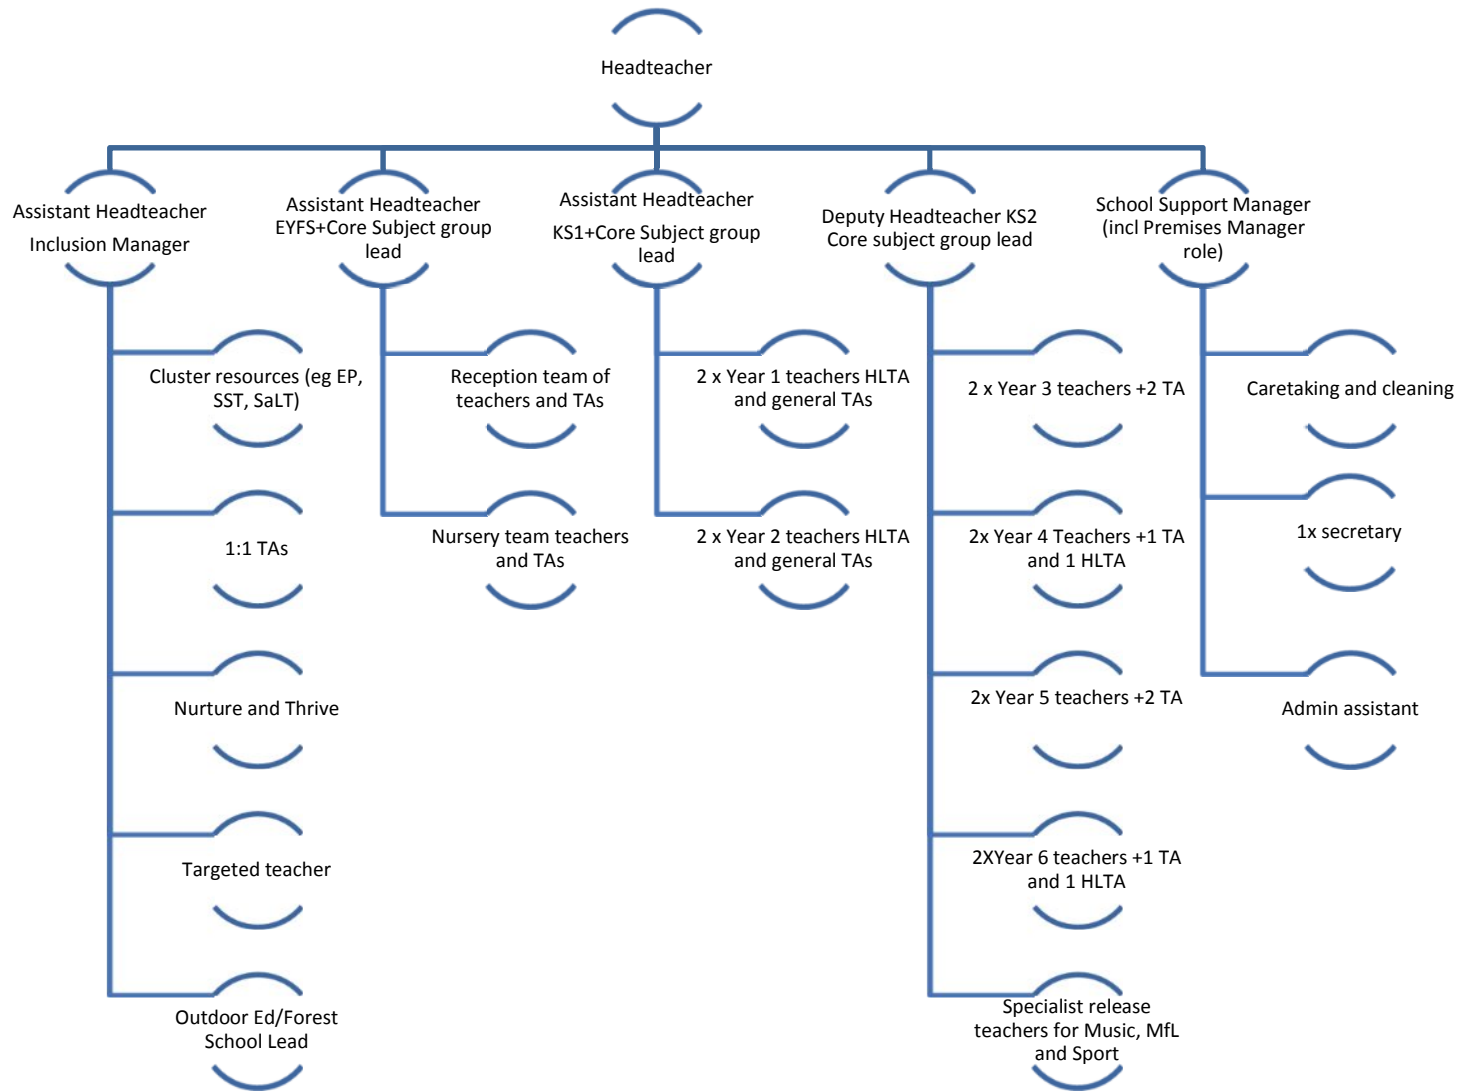 Headteacher
Assistant Headteacher
Inclusion Manager
Assistant Headteacher
EYFS+Core Subject group
lead
Assistant Headteacher
KS1+Core Subject group
lead
Deputy Headteacher KS2
Core subject group lead
School Support Manager
(incl Premises Manager
role)
Cluster resources (eg EP,
SST, SaLT)
1:1 TAs
Nurture and Thrive
Targeted teacher
Outdoor Ed/Forest
School Lead
Reception team of
teachers and TAs
Nursery team teachers
and TAs
2 x Year 1 teachers HLTA
and general TAs
2 x Year 2 teachers HLTA
and general TAs
2 x Year 3 teachers +2 TA
2x Year 4 Teachers +1 TA
and 1 HLTA
2x Year 5 teachers +2 TA
2XYear 6 teachers +1 TA
and 1 HLTA
Specialist release
teachers for Music, MfL
and Sport
Caretaking and cleaning
1x secretary
Admin assistant